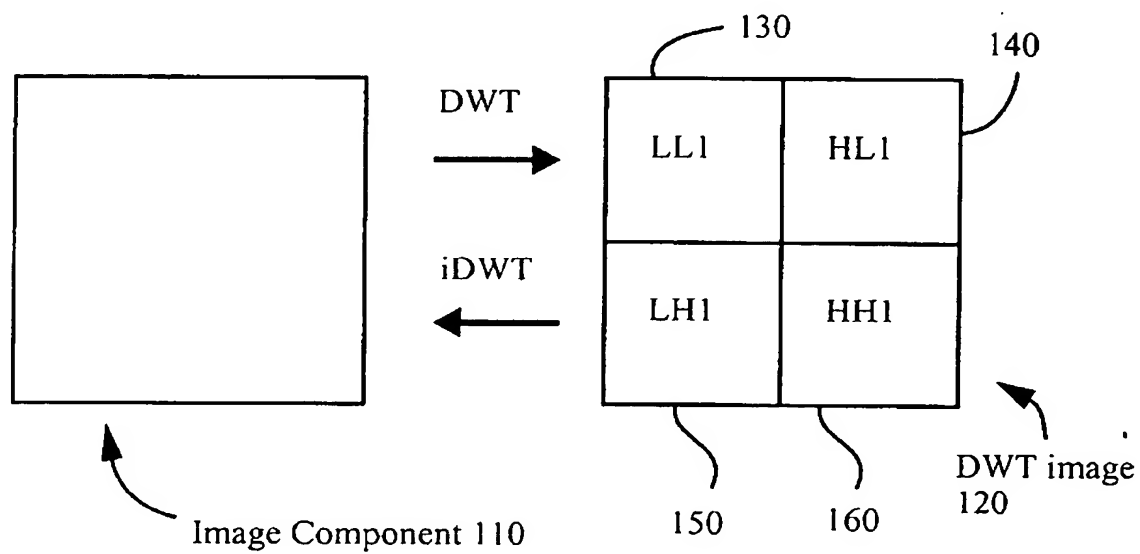 130
140
DWT
LL1
HL1
iDWT
LH1
HH1
DWT image
120
150
160
Image Component 110